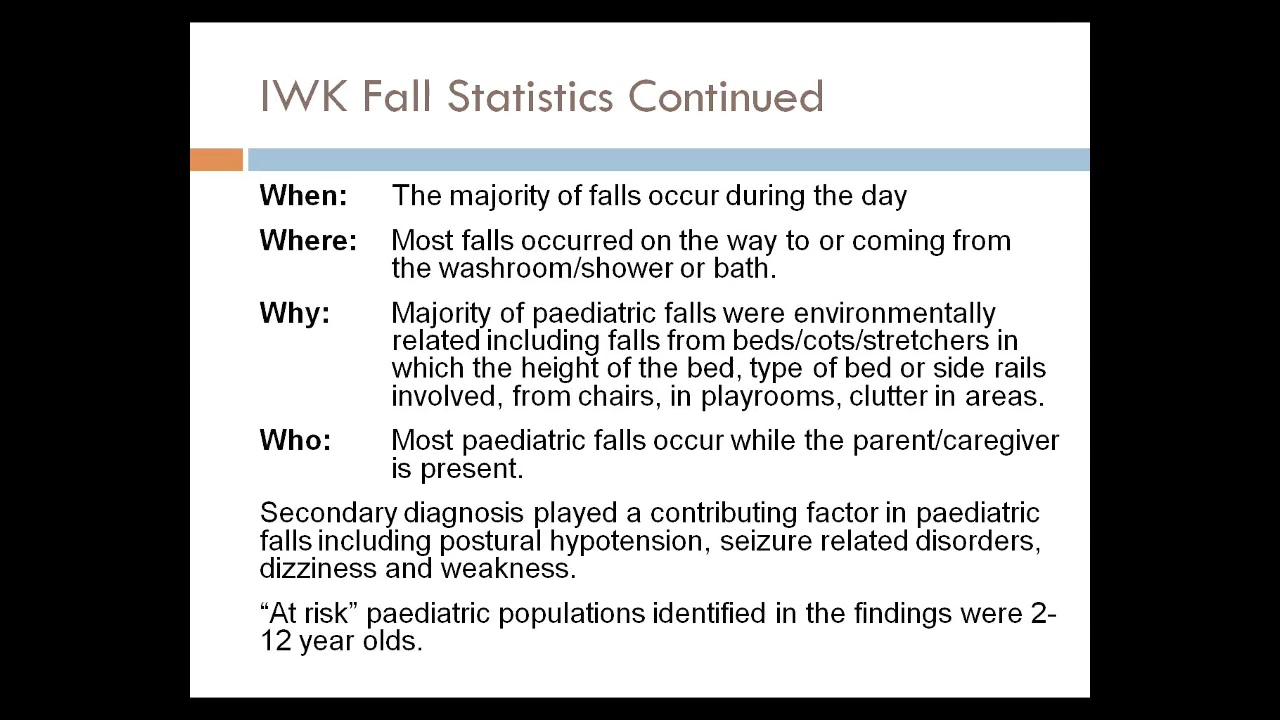 IWK Fall Statistics Continued
When: The majority of falls occur during the day
Where: Most falls occurred on the way to or coming from
the washroom/shower or bath.
Why: Majority of paediatric falls were environmentally
related including falls from beds/cots/stretchers in
which the height of the bed, type of bed or side rails
involved, from chairs, in playrooms, clutter in areas.
Who: Most paediatric falls occur while the parent/caregiver
is present.
Secondary diagnosis played a contributing factor in paediatric
falls including postural hypotension, seizure related disorders,
dizziness and weakness.
“At risk” paediatric populations identified in the findings were 2-
12 year olds.